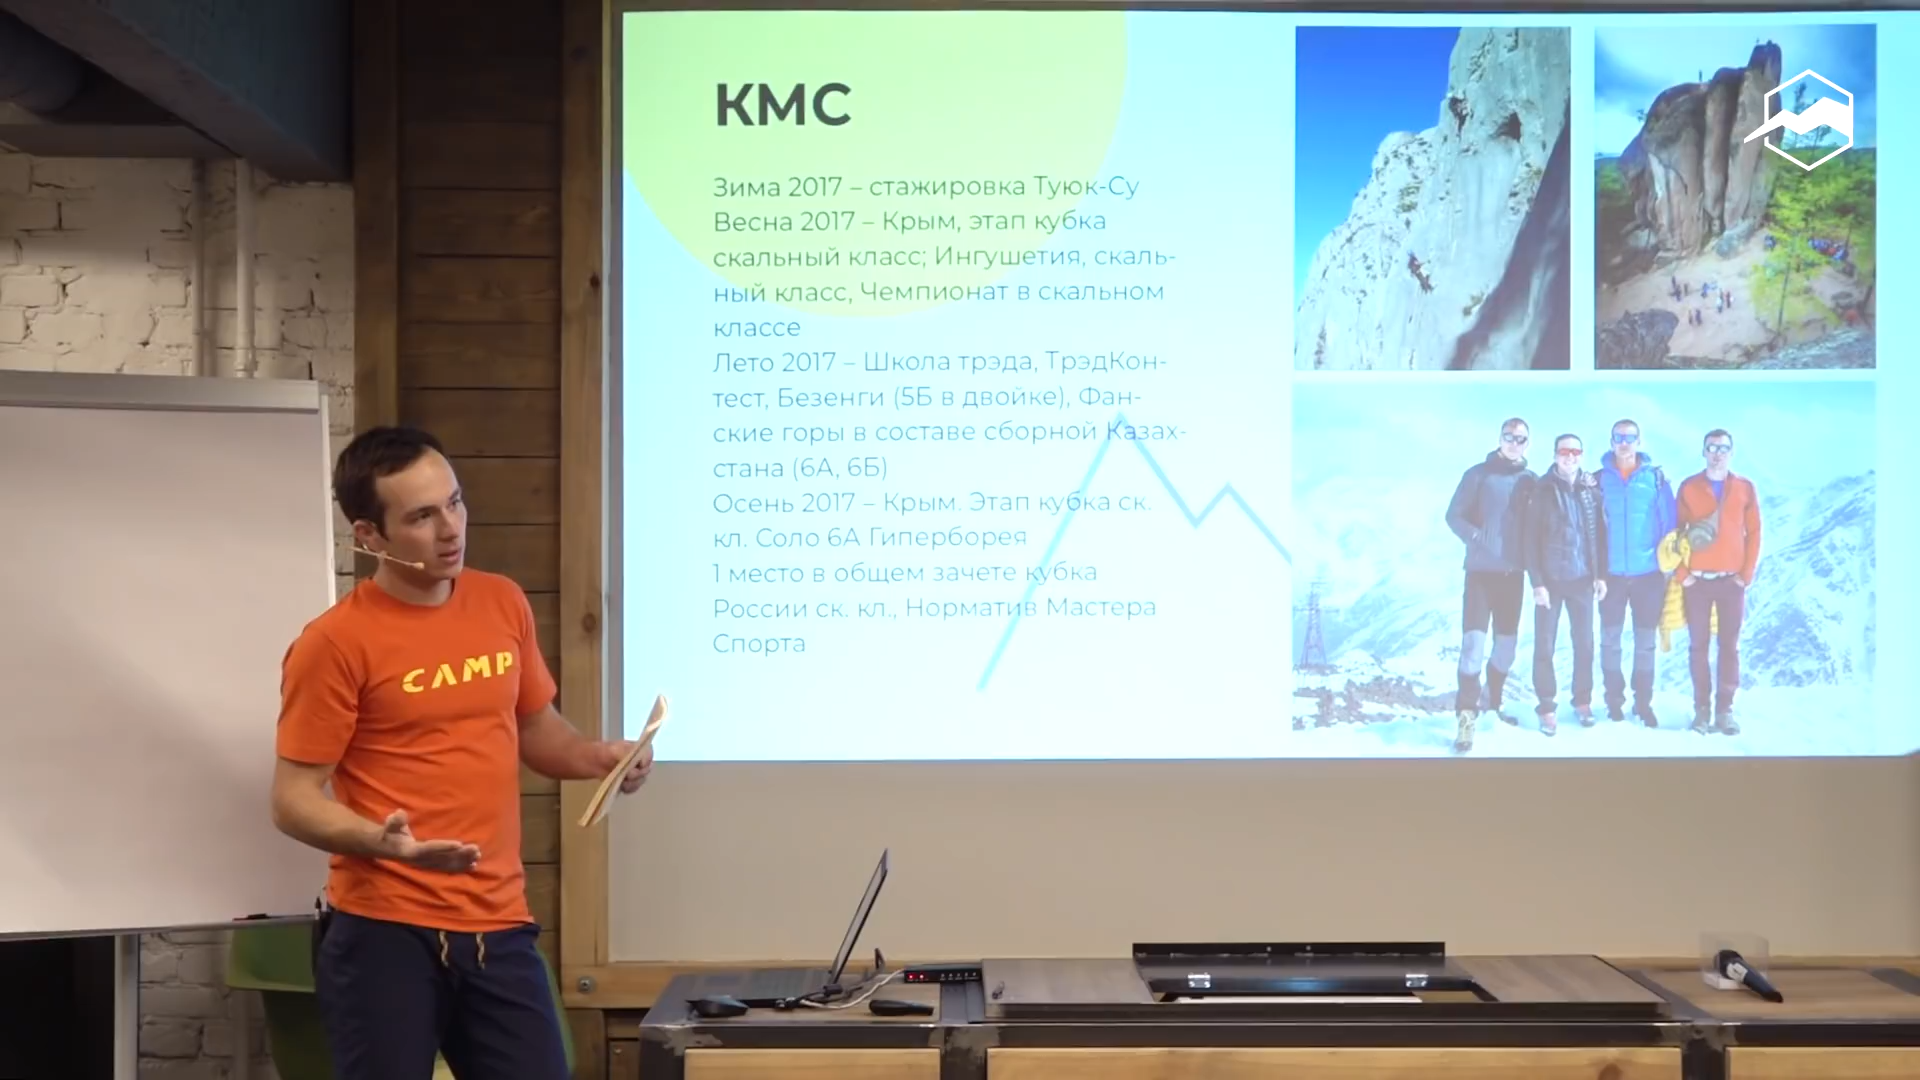 КМС
Зима 2017 – стажировка Туюк-Су
Весна 2017 – Крым, этап кубка
скальный класс; Ингушетия, скаль-
ный класс, Чемпионат в скальном
классе
Лето 2017 – Школа трэда, ТрэдКон-
тест, Безенги (5Б в двойке), Фан-
ские горы в составе сборной Казах-
стана (6А, 6Б)
Осень 2017 – Крым. Этап кубка ск.
кл. Соло 6А Гиперборея
1 место в общем зачете кубка
России ск. кл., Норматив Мастера
Спорта
CAMP